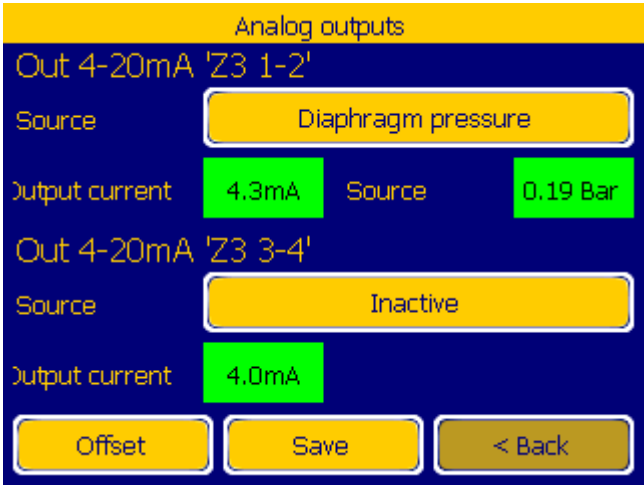 Analog outputs
Out 4-20mA 'Z3 1-2'
Source Diaphragm pressure
Output current 4.3mA Source 0.19 Bar
Out 4-20mA 'Z3 3-4'
Source Inactive
Output current 4.0mA
Offset Save < Back